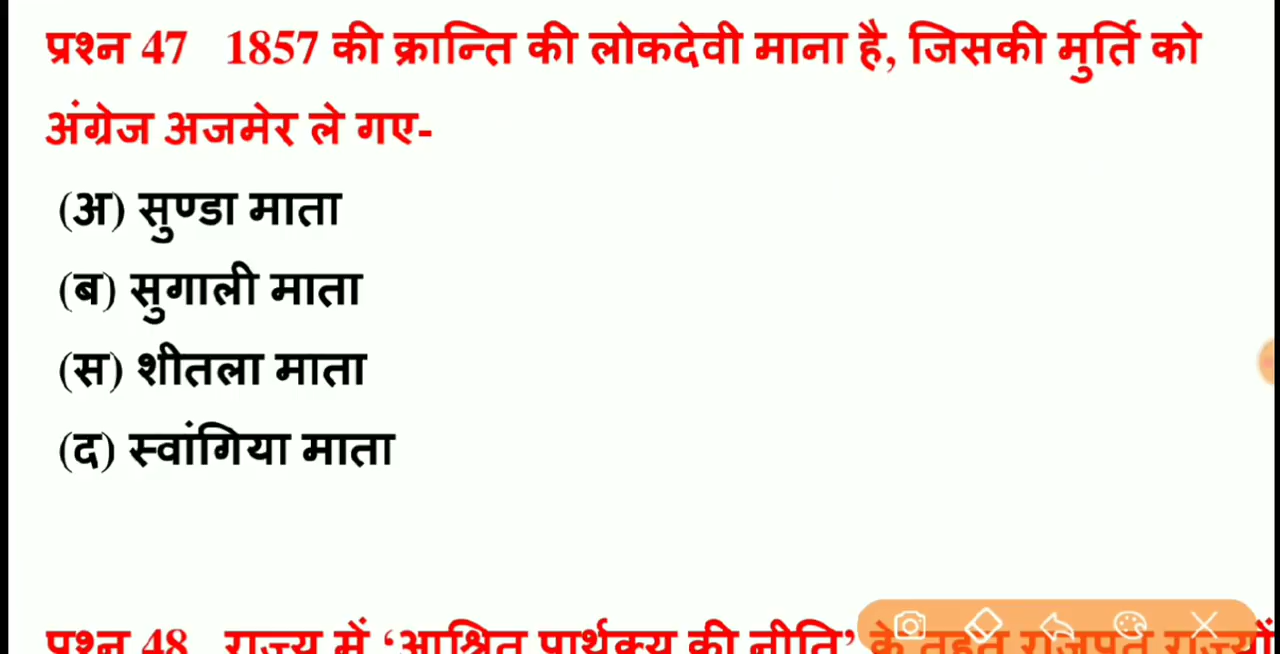 प्रश्न 47 1857 की क्रान्ति की लोकदेवी माना है, जिसकी मुर्ति को
अंग्रेज अजमेर ले गए-
(अ) सुण्डा माता
(ब) सुगाली माता
(स) शीतला माता
(द) स्वांगिया माता
प्रश्न 48 राज्य में ‘आश्रित पार्थक्य की नीति’ के तहत राजपूत राज्यों